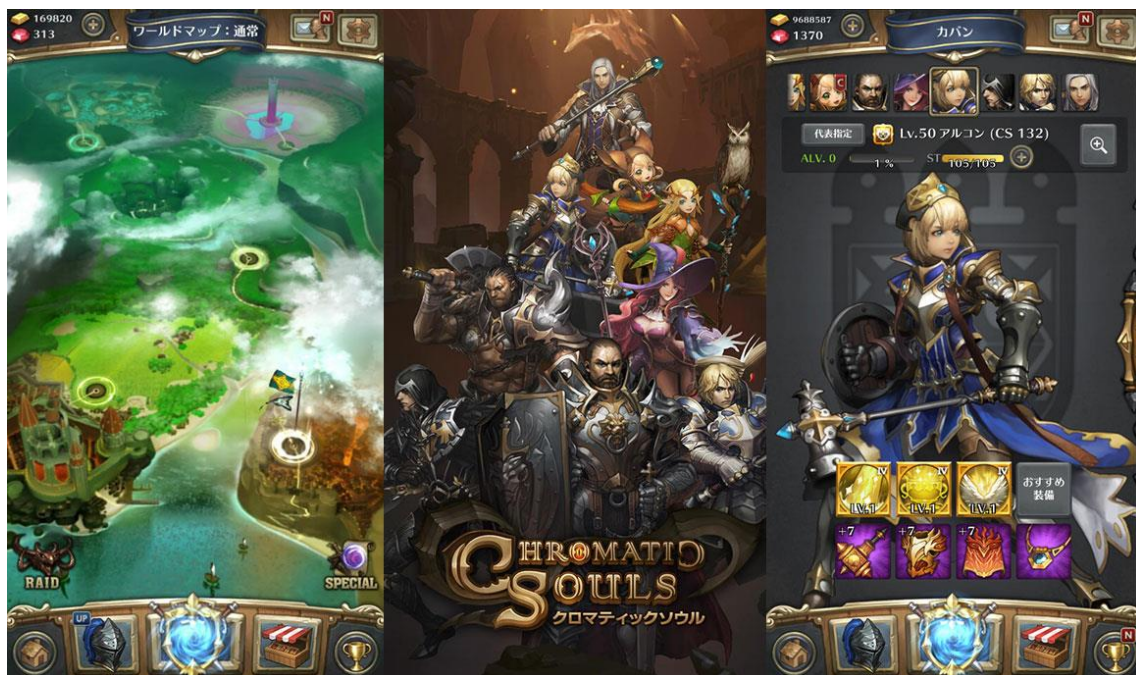 169820
313
ワールドマップ:通常
N
RAID
SPECIAL
UP
CHROMATIC
SOULS
クロマティックソウル
9688587
1370
カバン
N
C
代表指定
Lv.50 アルコン (CS 132)
ALV. 0
1 %
ST
105/105
IV
IV
IV
LV.1
LV.1
LV.1
おすすめ
装備
+7
+7
+7
N